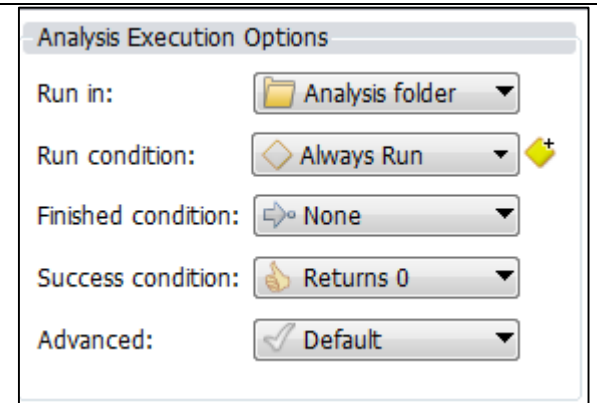 Analysis Execution Options
Run in: Analysis folder
Run condition: Always Run
Finished condition: None
Success condition: Returns 0
Advanced: Default